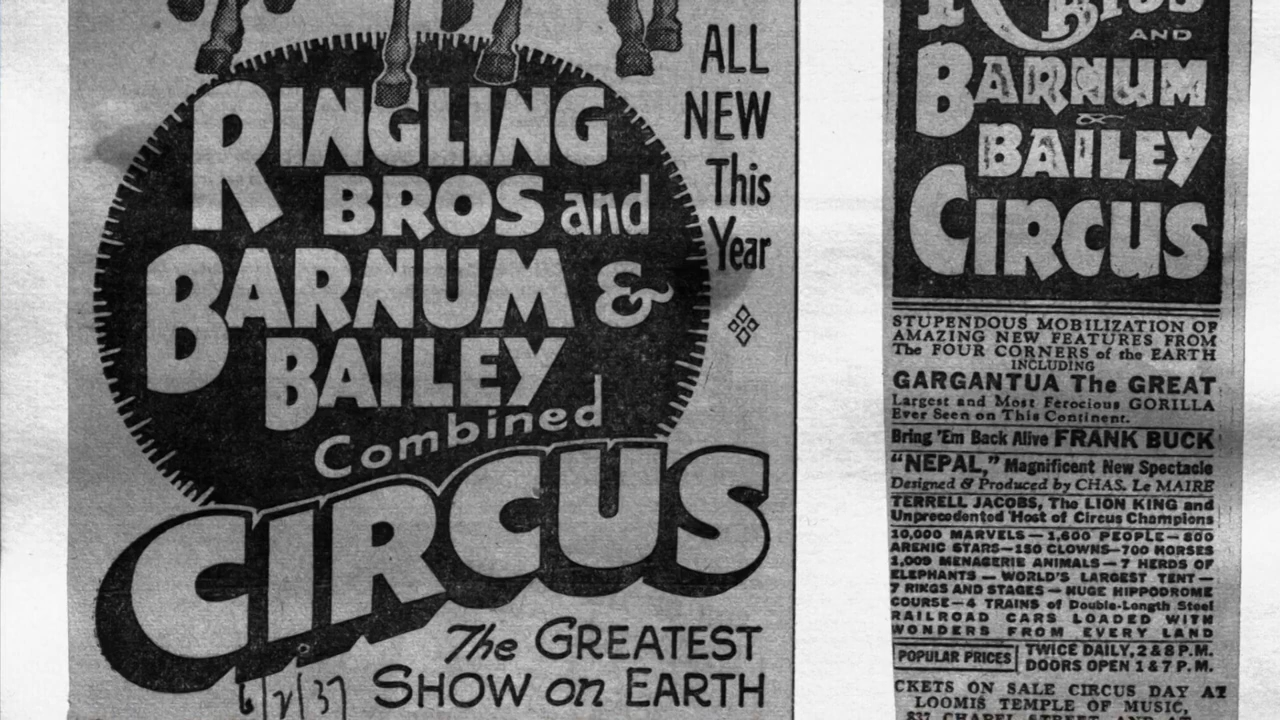 RINGLING
BROS and
BARNUM &
BAILEY
Combined
CIRCUS
The GREATEST
SHOW on EARTH
6/2/37
ALL
NEW
This
Year
BROS
AND
BARNUM
BAILEY
CIRCUS
STUPENDOUS MOBILIZATION OF
AMAZING NEW FEATURES FROM
The FOUR CORNERS of the EARTH
INCLUDING
GARGANTUA The GREAT
Largest and Most Ferocious GORILLA
Ever Seen on This Continent.
Bring 'Em Back Alive FRANK BUCK
"NEPAL," Magnificent New Spectacle
Designed & Produced by CHAS. Le MAIRE
TERRELL JACOBS, The LION KING and
Unprecedented Host of Circus Champions
10,000 MARVELS—1,600 PEOPLE—800
ARENIC STARS—150 CLOWNS—700 HORSES
1,009 MENAGERIE ANIMALS—7 HERDS OF
ELEPHANTS — WORLD'S LARGEST TENT —
7 RINGS AND STAGES—HUGE HIPPODROME
COURSE—4 TRAINS of Double-Length Steel
RAILROAD CARS LOADED WITH
WONDERS FROM EVERY LAND
POPULAR PRICES
TWICE DAILY, 2 & 8 P.M.
DOORS OPEN 1 & 7 P.M.
CKETS ON SALE CIRCUS DAY AT
LOOMIS TEMPLE OF MUSIC,
837 CHAPEL STREET AND